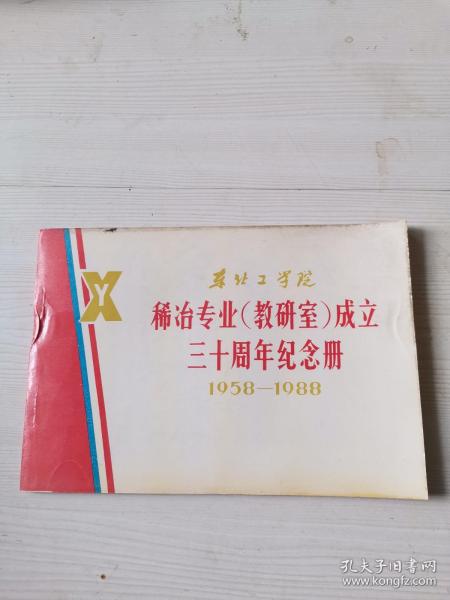 东北工学院
稀冶专业(教研室)成立
三十周年纪念册
1958—1988
孔夫子旧书网
www.kongfz.com